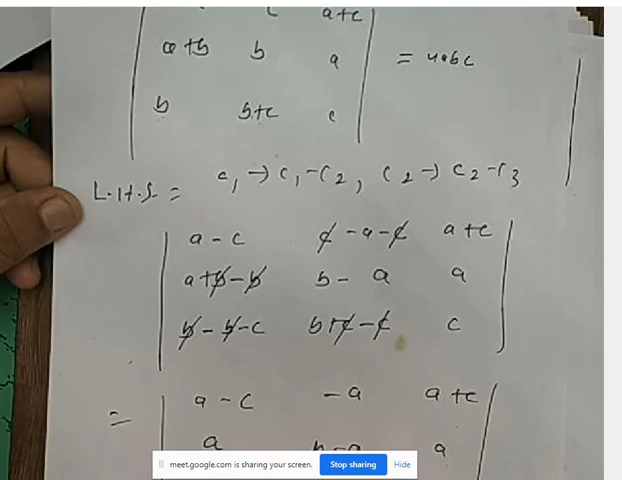 c a+c
a+b b a = 4abc
b b+c c
L.H.S. = C₁ → C₁-C₂, C₂ → C₂-C₃
a-c c-a-c a+c
a+b-b b-a a
b-b-c b+c-c c
= a-c -a a+c
a b-a a
meet.google.com is sharing your screen. Stop sharing Hide